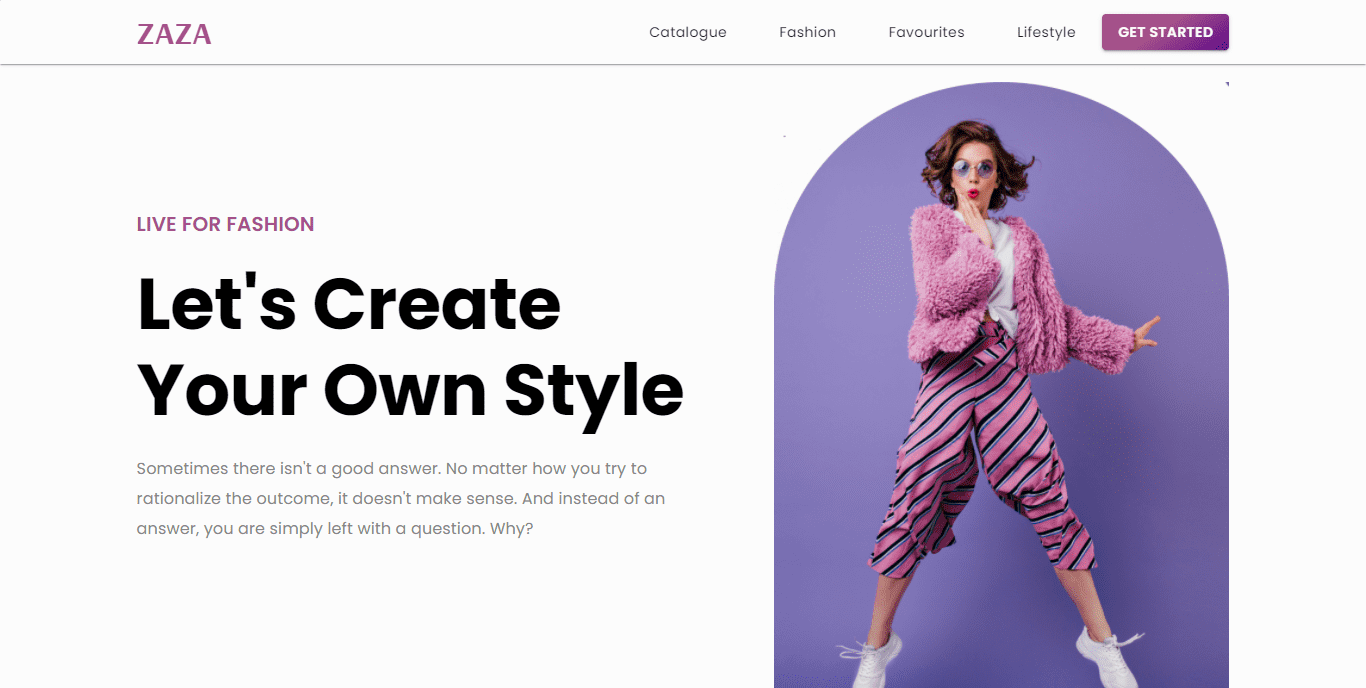 ZAZA
Catalogue
Fashion
Favourites
Lifestyle
GET STARTED
LIVE FOR FASHION
Let's Create
Your Own Style
Sometimes there isn't a good answer. No matter how you try to
rationalize the outcome, it doesn't make sense. And instead of an
answer, you are simply left with a question. Why?